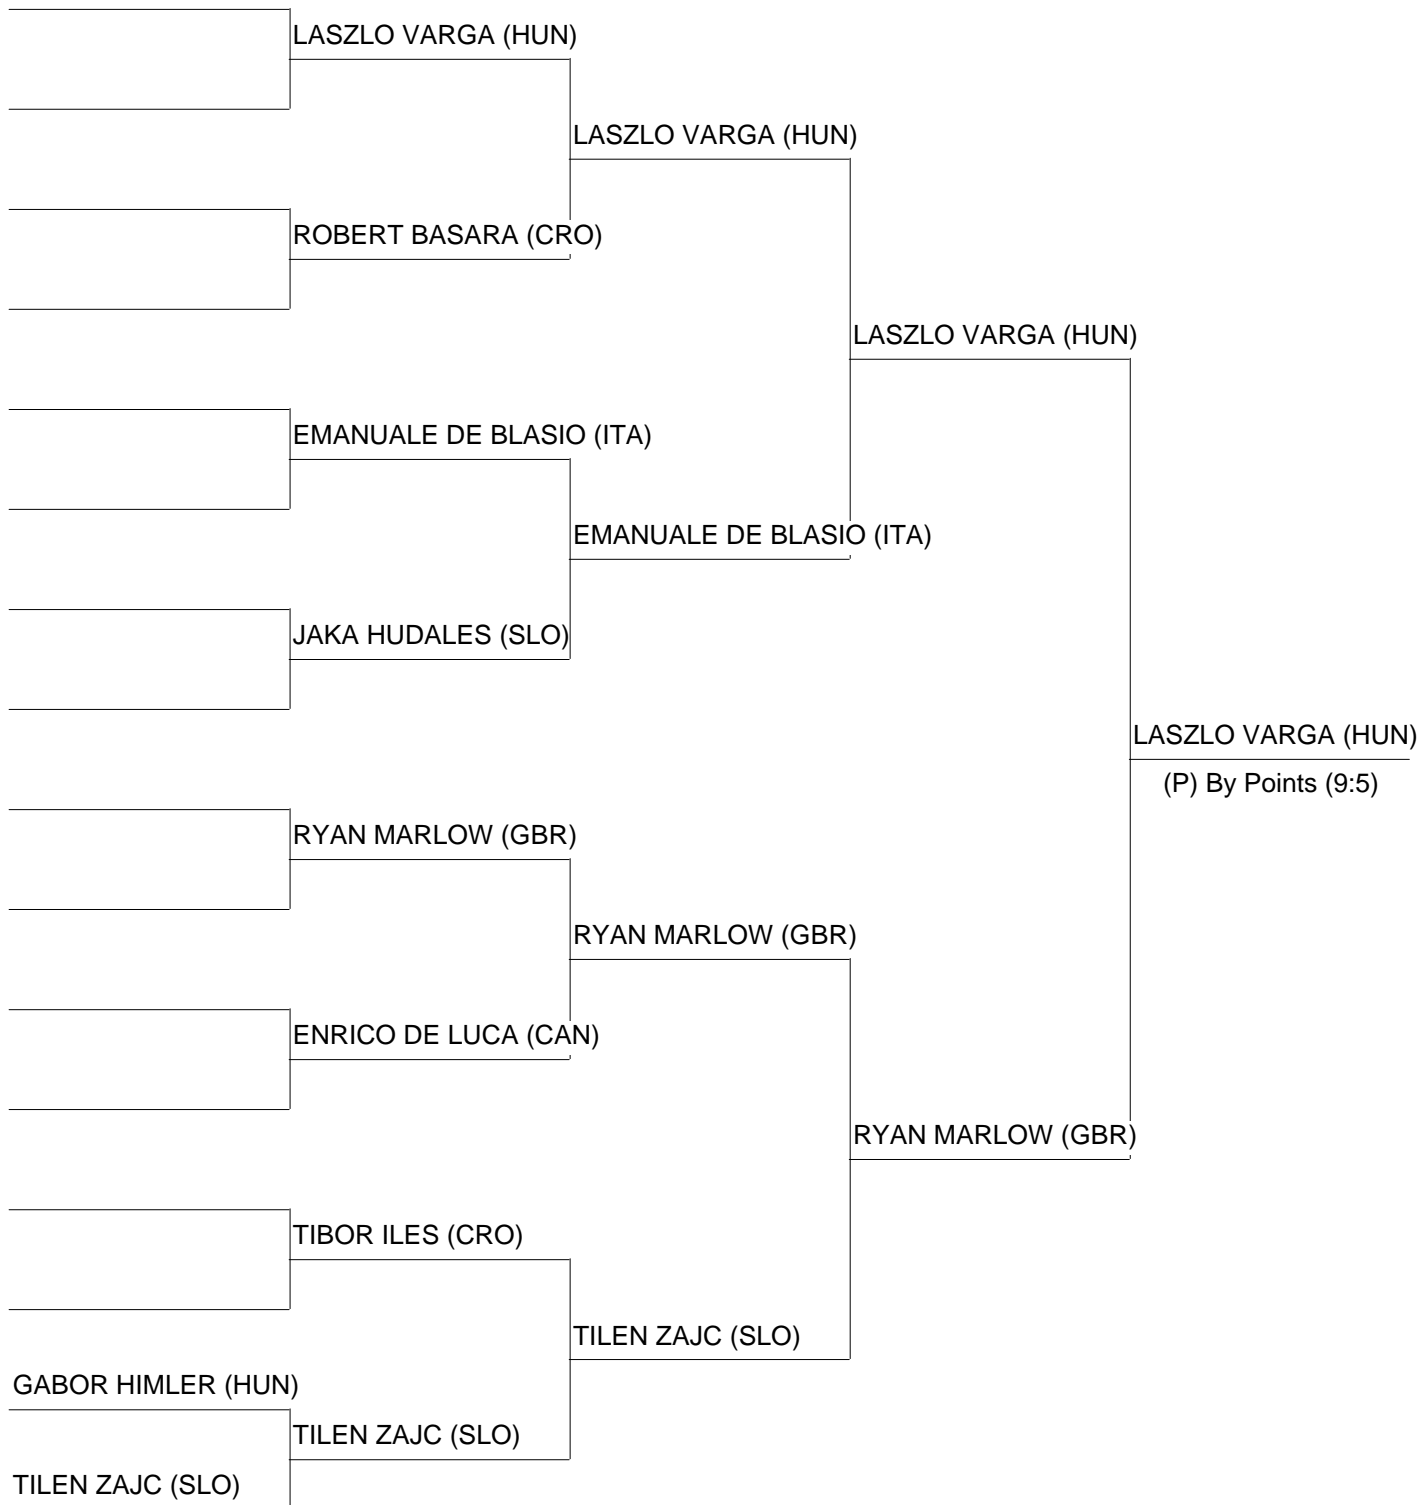 LASZLO VARGA (HUN)
LASZLO VARGA (HUN)
ROBERT BASARA (CRO)
LASZLO VARGA (HUN)
EMANUALE DE BLASIO (ITA)
EMANUALE DE BLASIO (ITA)
JAKA HUDALES (SLO)
LASZLO VARGA (HUN)
(P) By Points (9:5)
RYAN MARLOW (GBR)
RYAN MARLOW (GBR)
ENRICO DE LUCA (CAN)
RYAN MARLOW (GBR)
TIBOR ILES (CRO)
TILEN ZAJC (SLO)
GABOR HIMLER (HUN)
TILEN ZAJC (SLO)
TILEN ZAJC (SLO)